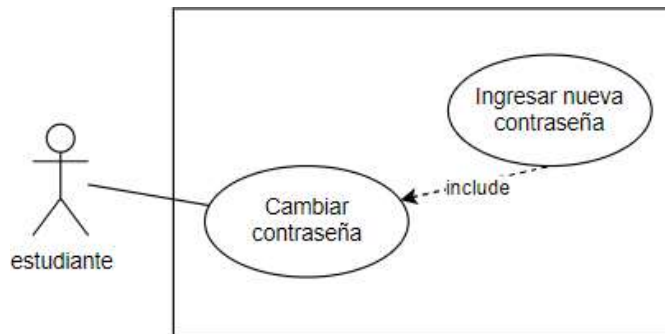 Ingresar nueva
contraseña
include
Cambiar
contraseña
estudiante